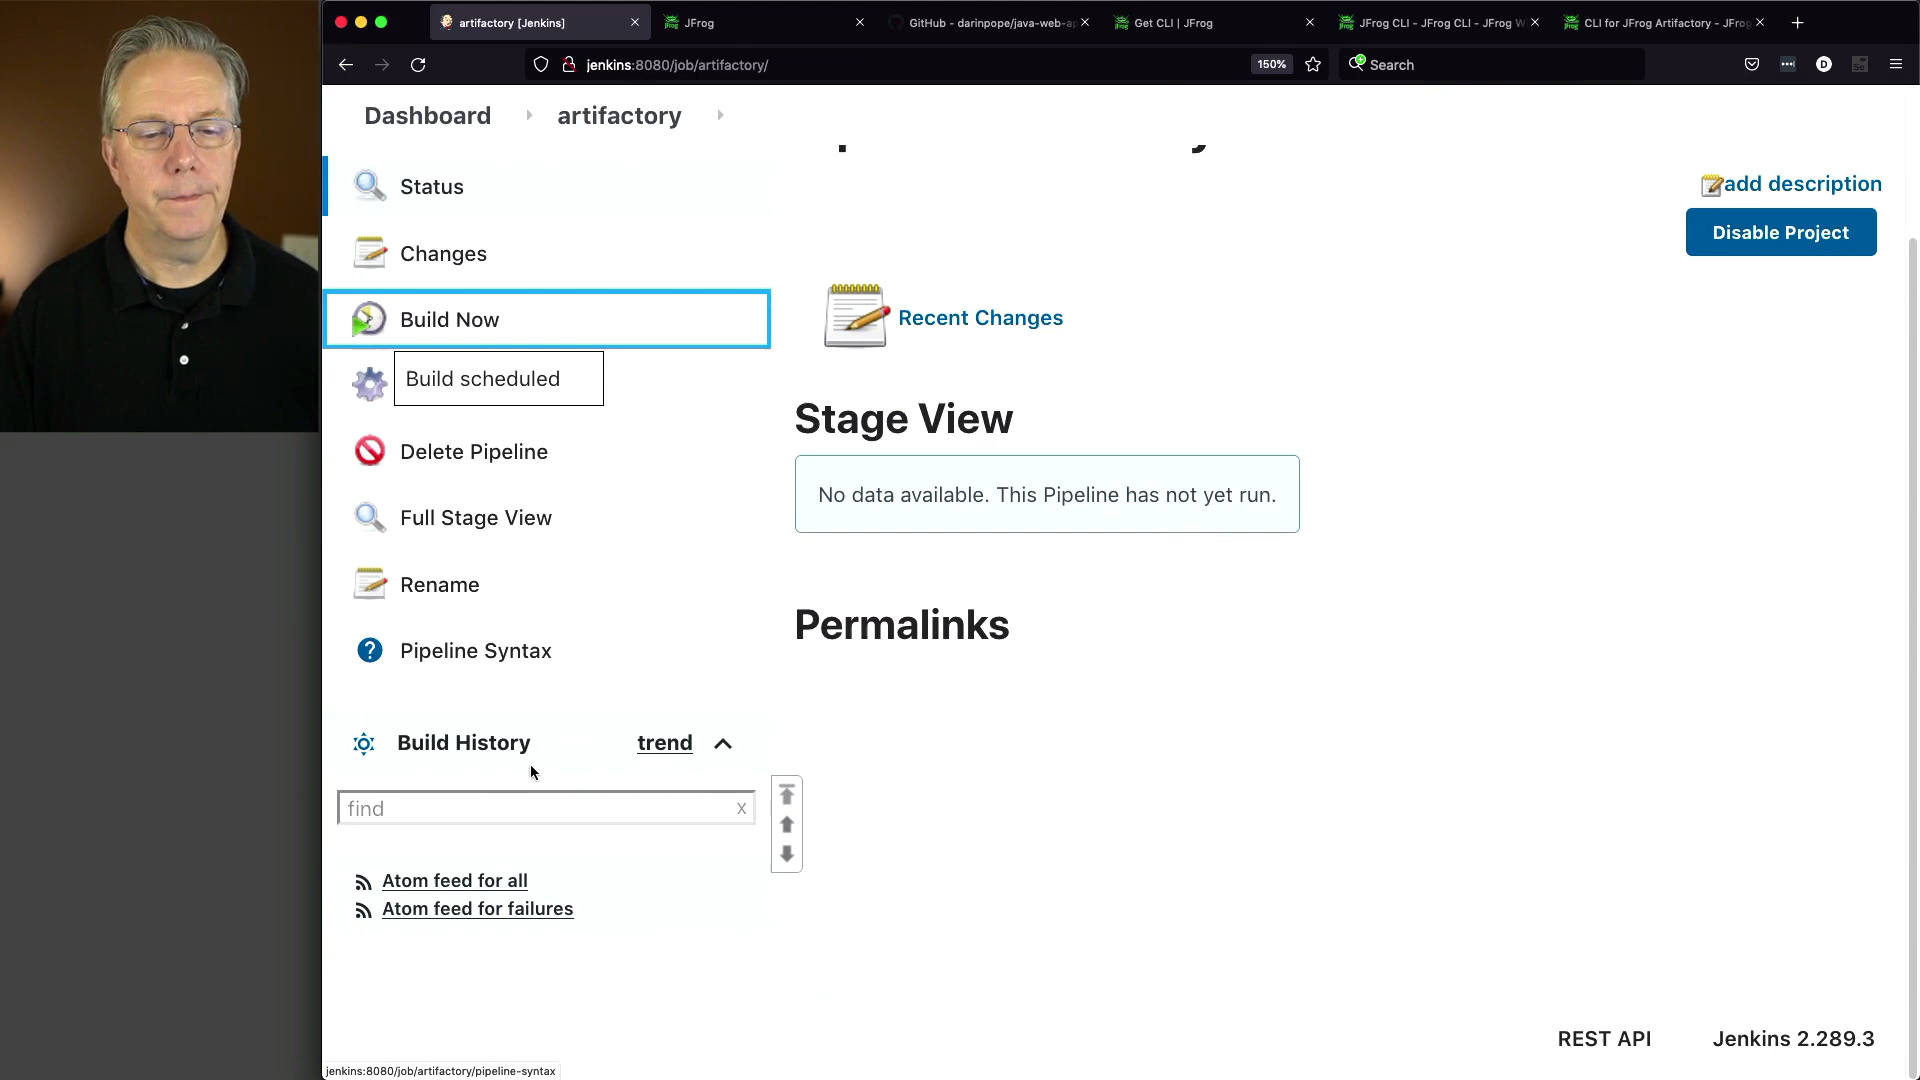 artifactory [Jenkins]
JFrog
GitHub - darinpope/java-web-ap
Get CLI | JFrog
JFrog CLI - JFrog CLI - JFrog W
CLI for JFrog Artifactory - JFrog
jenkins:8080/job/artifactory/
150%
Search
D
Dashboard
artifactory
Status
Changes
Build Now
Build scheduled
Delete Pipeline
Full Stage View
Rename
Pipeline Syntax
Build History
trend
find
x
Atom feed for all
Atom feed for failures
add description
Disable Project
Recent Changes
Stage View
No data available. This Pipeline has not yet run.
Permalinks
REST API
Jenkins 2.289.3
jenkins:8080/job/artifactory/pipeline-syntax